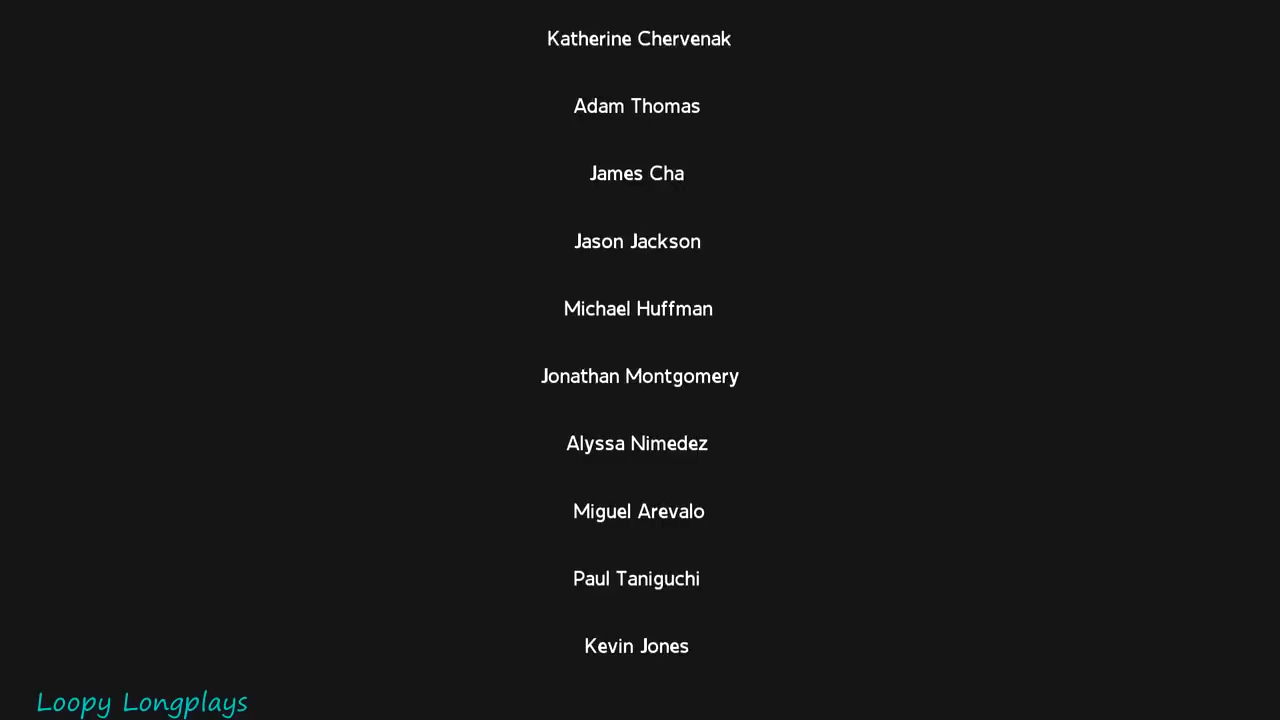 Katherine Chervenak
Adam Thomas
James Cha
Jason Jackson
Michael Huffman
Jonathan Montgomery
Alyssa Nimedez
Miguel Arevalo
Paul Taniguchi
Kevin Jones
Loopy Longplays